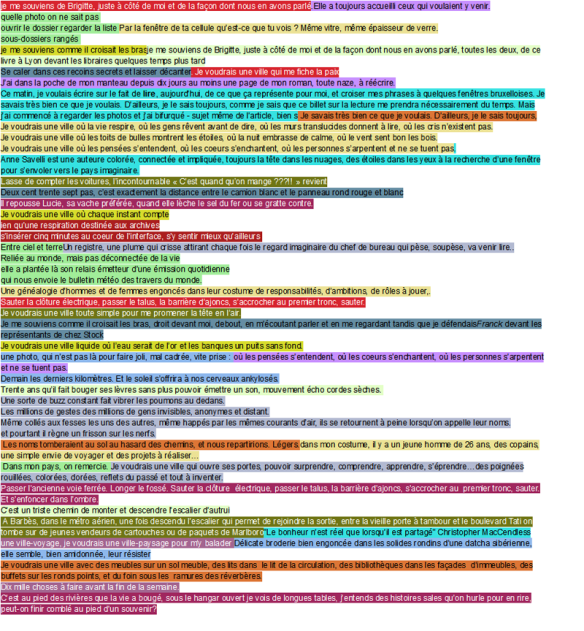 je me souviens de Brigitte, juste à côté de moi et de la façon dont nous en avons parlé.Elle a toujours accueilli ceux qui voulaient y venir.
quelle photo on ne sait pas
ouvrir le dossier regarder la liste Par la fenêtre de ta cellule qu'est-ce que tu vois ? Même vitre, même épaisseur de verre.
sous-dossiers rangés
je me souviens comme il croisait les brasje me souviens de Brigitte, juste à côté de moi et de la façon dont nous en avons parlé, toutes les deux, de ce
livre à Lyon devant les libraires quelques temps plus tard
Se caler dans ces recoins secrets et laisser décanter. Je voudrais une ville qui me fiche la paix
J'ai dans la poche de mon manteau depuis dix jours au moins une page de mon roman, toute naze, à réécrire.
Ce matin, je voulais écrire sur le fait de lire, aujourd'hui, de ce que ça représente pour moi, et croiser mes phrases à quelques fenêtres bruxelloises. Je
savais très bien ce que je voulais. D'ailleurs, je le sais toujours, comme je sais que ce billet sur la lecture me prendra nécessairement du temps. Mais
j'ai commencé à regarder les photos et j'ai bifurqué - sujet même de l'article, bien s Je savais très bien ce que je voulais. D'ailleurs, je le sais toujours,
Je voudrais une ville où la vie respire, où les gens rêvent avant de dire, où les murs translucides donnent à lire, où les cris n'existent pas.
Je voudrais une ville où les toits de bulles montrent les étoiles, où la nuit embrasse de calme, où le vent sent bon les bois.
Je voudrais une ville où les pensées s'entendent, où les coeurs s'enchantent, où les personnes s'arpentent et ne se tuent pas.
Anne Savelli est une auteure colorée, connectée et impliquée, toujours la tête dans les nuages, des étoiles dans les yeux à la recherche d'une fenêtre
pour s'envoler vers le pays imaginaire.
Lasse de compter les voitures, l'incontournable « C'est quand qu'on mange ???!! » revient
Deux cent trente sept pas, c'est exactement la distance entre le camion blanc et le panneau rond rouge et blanc
Il repousse Lucie, sa vache préférée, quand elle lèche le sel du fer ou se gratte contre.
Je voudrais une ville où chaque instant compte
ien qu'une respiration destinée aux archives
s'insérer cinq minutes au coeur de l'interface, s'y sentir mieux qu'ailleurs
Entre ciel et terreUn registre, une plume qui crisse attirant chaque fois le regard imaginaire du chef de bureau qui pèse, soupèse, va venir lire..
Reliée au monde, mais pas déconnectée de la vie
elle a plantée là son relais émetteur d'une émission quotidienne
qui nous envoie le bulletin météo des travers du monde.
Une généalogie d'hommes et de femmes engoncés dans leur costume de responsabilités, d'ambitions, de rôles à jouer,.
Sauter la clôture électrique, passer le talus, la barrière d'ajoncs, s'accrocher au premier tronc, sauter.
Je voudrais une ville toute simple pour me promener la tête en l'air.
Je me souviens comme il croisait les bras, droit devant moi, debout, en m'écoutant parler et en me regardant tandis que je défendaisFranck devant les
représentants de chez Stock
Je voudrais une ville liquide où l'eau serait de l'or et les banques un puits sans fond.
une photo, qui n'est pas là pour faire joli, mal cadrée, vite prise : où les pensées s'entendent, où les coeurs s'enchantent, où les personnes s'arpentent
et ne se tuent pas.
Demain les derniers kilomètres. Et le soleil s'offrira à nos cerveaux ankylosés.
Trente ans qu'il fait bouger ses lèvres sans plus pouvoir émettre un son, mouvement écho cordes sèches.
Une sorte de buzz constant fait vibrer les poumons au dedans.
Les millions de gestes des millions de gens invisibles, anonymes et distant.
Même collés aux fesses les uns des autres, même happés par les mêmes courants d'air, ils se retournent à peine lorsqu'on appelle leur noms.
et pourtant il règne un frisson sur les nerfs.
Les noms tomberaient au sol au hasard des chemins, et nous repartirions. Légers.dans mon costume, il y a un jeune homme de 26 ans, des copains,
une simple envie de voyager et des projets à réaliser...
Dans mon pays, on remercie. Je voudrais une ville qui ouvre ses portes, pouvoir surprendre, comprendre, apprendre, s'éprendre…des poignées
rouillées, colorées, dorées, reflets du passé et tout à inventer.
Passer l'ancienne voie ferrée. Longer le fossé. Sauter la clôture électrique, passer le talus, la barrière d'ajoncs, s'accrocher au premier tronc, sauter.
Et s'enfoncer dans l'ombre.
C'est un triste chemin de monter et descendre l'escalier d'autrui
A Barbès, dans le métro aérien, une fois descendu l'escalier qui permet de rejoindre la sortie, entre la vieille porte à tambour et le boulevard Tati on
tombe sur de jeunes vendeurs de cartouches ou de paquets de Marlboro"Le bonheur n'est réel que lorsqu'il est partagé" Christopher MacCendless
une ville-voyage, je voudrais une ville-paysage pour m'y balader.Délicate broderie bien engoncée dans les solides rondins d'une datcha sibérienne,
elle semble, bien arridonnée, leur résister
Je voudrais une ville avec des meubles sur un sol meuble, des lits dans le lit de la circulation, des bibliothèques dans les façades d'immeubles, des
buffets sur les ronds points, et du foin sous les ramures des réverbères.
Dix mille choses à faire avant la fin de la semaine.
C'est au pied des rivières que la vie a bougé, sous le hangar ouvert je vois de longues tables, j'entends des histoires sales qu'on hurle pour en rire,
peut-on finir comblé au pied d'un souvenir?